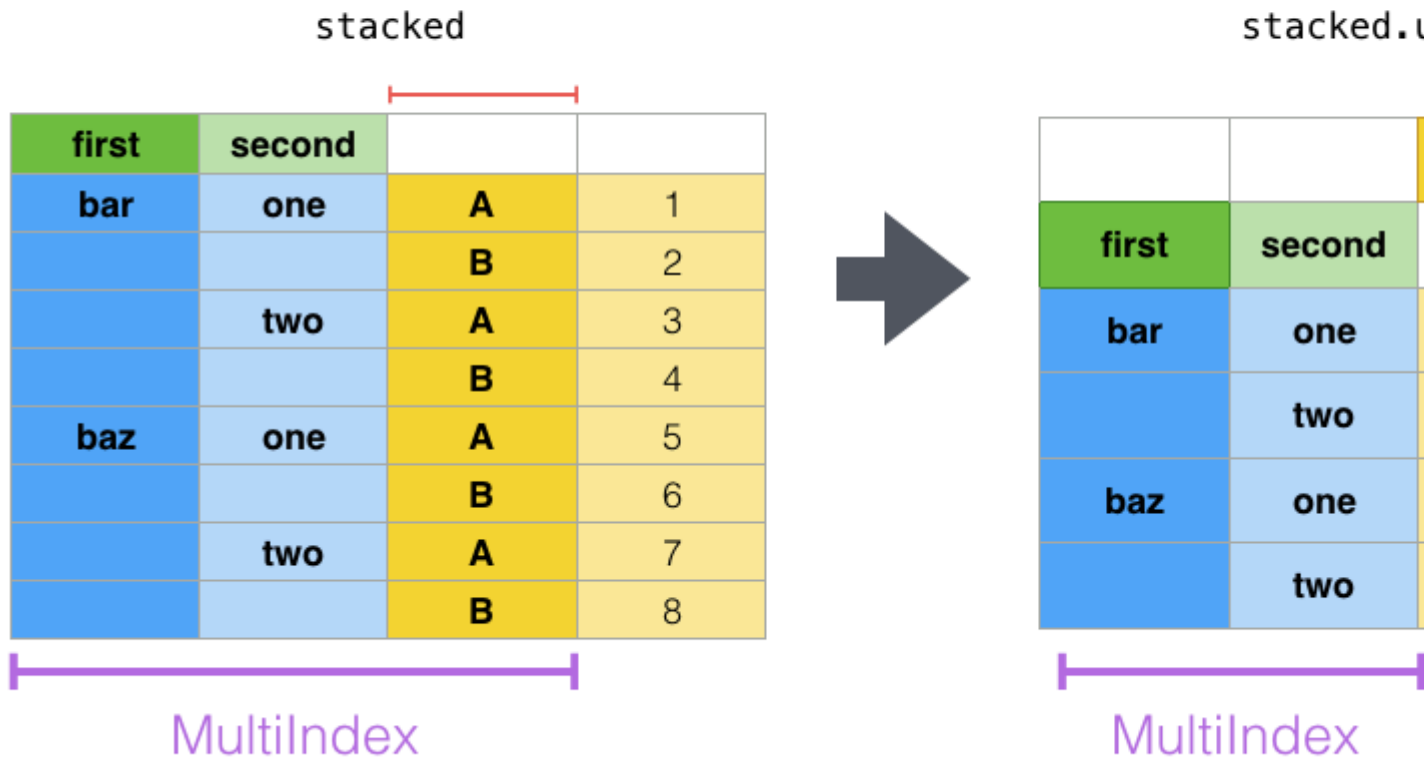 stacked
stacked.u
first second
bar one A 1
B 2
two A 3
B 4
baz one A 5
B 6
two A 7
B 8
MultiIndex
first second
bar one
two
baz one
two
MultiIndex